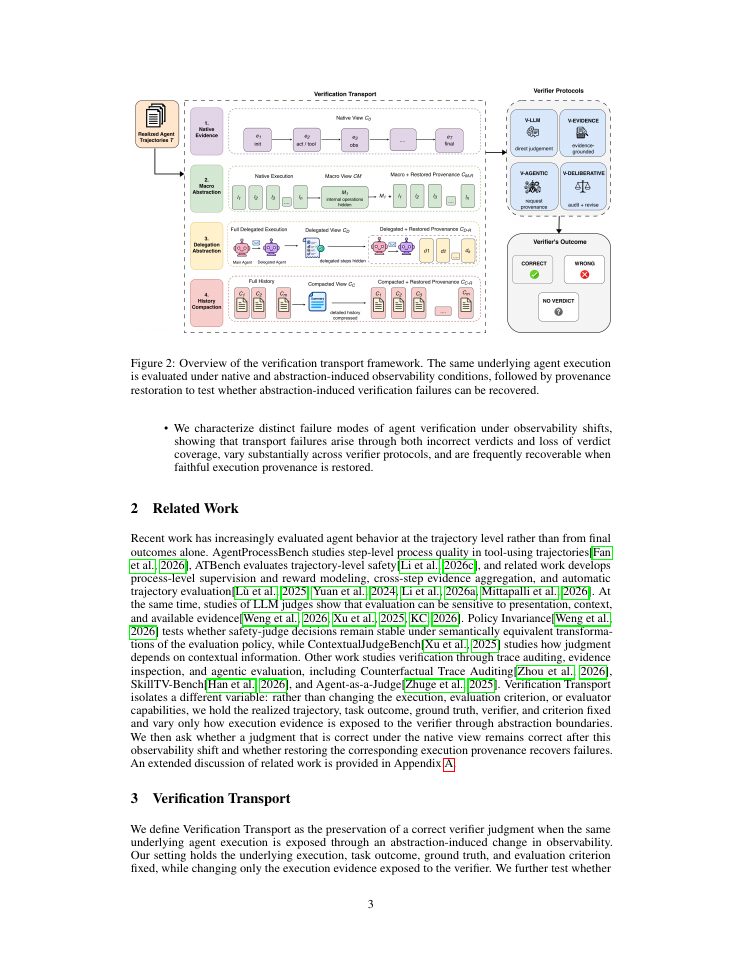 Verification Transport
Verifier Protocols
Realized Agent
Trajectories T
1.
Native
Evidence
Native View C0
e1
init
e2
act / tool
e3
obs
...
eT
final
2.
Macro
Abstraction
Native Execution
Macro View CM
Macro + Restored Provenance CM-R
i1
i2
i3
....
in
M1
internal operations
hidden
M1 +
i1
i2
i3
....
in
3.
Delegation
Abstraction
Full Delegated Execution
Delegated View CD
Delegated + Restored Provenance CD-R
Main Agent
Delegated Agent
delegated steps hidden
d1
d2
....
4.
History
Compaction
Full History
Compacted View CC
Compacted + Restored Provenance CC-R
C1
C2
Cm
Summary
detailed history
compressed
C1
C2
C3
....
Cm
V-LLM
direct judgement
V-EVIDENCE
evidence-
grounded
V-AGENTIC
request
provenance
V-DELIBERATIVE
audit + revise
Verifier's Outcome
CORRECT
WRONG
NO VERDICT
?
Figure 2: Overview of the verification transport framework. The same underlying agent execution
is evaluated under native and abstraction-induced observability conditions, followed by provenance
restoration to test whether abstraction-induced verification failures can be recovered.
• We characterize distinct failure modes of agent verification under observability shifts,
showing that transport failures arise through both incorrect verdicts and loss of verdict
coverage, vary substantially across verifier protocols, and are frequently recoverable when
faithful execution provenance is restored.
2 Related Work
Recent work has increasingly evaluated agent behavior at the trajectory level rather than from final
outcomes alone. AgentProcessBench studies step-level process quality in tool-using trajectories[Fan
et al., 2026], ATBench evaluates trajectory-level safety[Li et al., 2026c], and related work develops
process-level supervision and reward modeling, cross-step evidence aggregation, and automatic
trajectory evaluation[Lù et al., 2025, Yuan et al., 2024, Li et al., 2026a, Mittapalli et al., 2026]. At
the same time, studies of LLM judges show that evaluation can be sensitive to presentation, context,
and available evidence[Weng et al., 2026, Xu et al., 2025, KC, 2026]. Policy Invariance[Weng et al.,
2026] tests whether safety-judge decisions remain stable under semantically equivalent transforma-
tions of the evaluation policy, while ContextualJudgeBench[Xu et al., 2025] studies how judgment
depends on contextual information. Other work studies verification through trace auditing, evidence
inspection, and agentic evaluation, including Counterfactual Trace Auditing[Zhou et al., 2026],
SkillTV-Bench[Han et al., 2026], and Agent-as-a-Judge[Zhuge et al., 2025]. Verification Transport
isolates a different variable: rather than changing the execution, evaluation criterion, or evaluator
capabilities, we hold the realized trajectory, task outcome, ground truth, verifier, and criterion fixed
and vary only how execution evidence is exposed to the verifier through abstraction boundaries.
We then ask whether a judgment that is correct under the native view remains correct after this
observability shift and whether restoring the corresponding execution provenance recovers failures.
An extended discussion of related work is provided in Appendix A.
3 Verification Transport
We define Verification Transport as the preservation of a correct verifier judgment when the same
underlying agent execution is exposed through an abstraction-induced change in observability.
Our setting holds the underlying execution, task outcome, ground truth, and evaluation criterion
fixed, while changing only the execution evidence exposed to the verifier. We further test whether
3